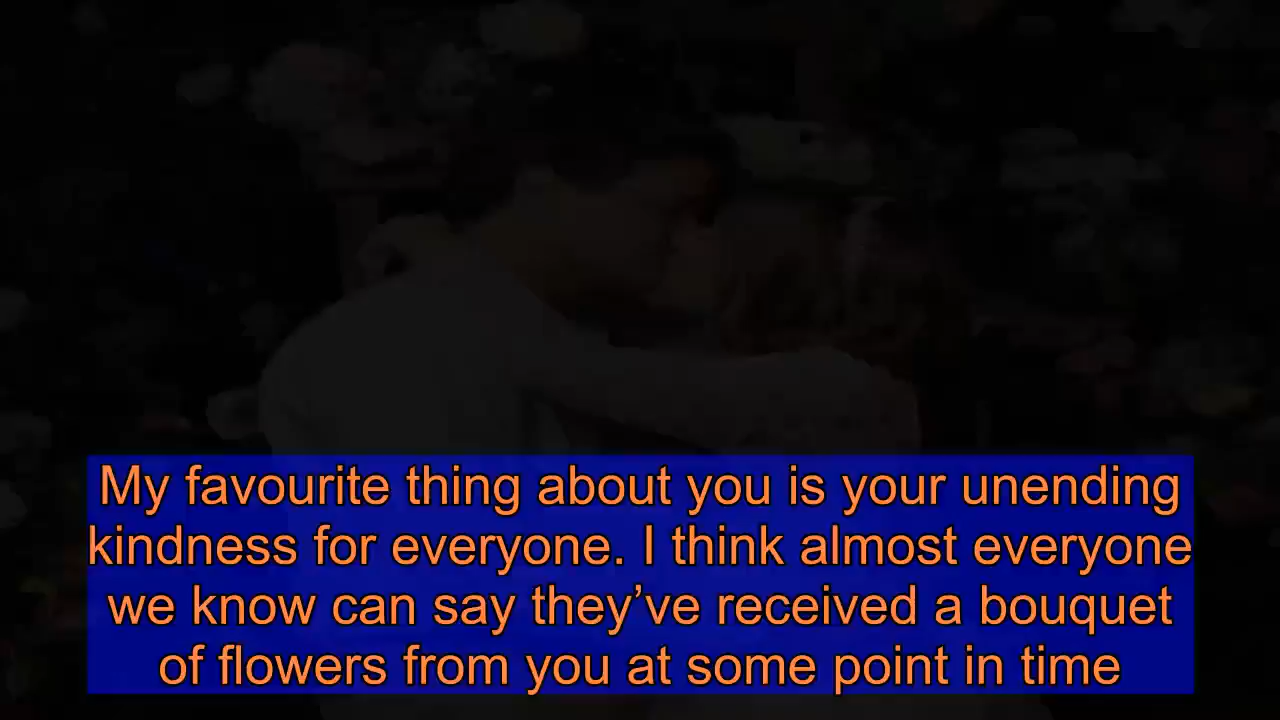 My favourite thing about you is your unending
kindness for everyone. I think almost everyone
we know can say they’ve received a bouquet
of flowers from you at some point in time